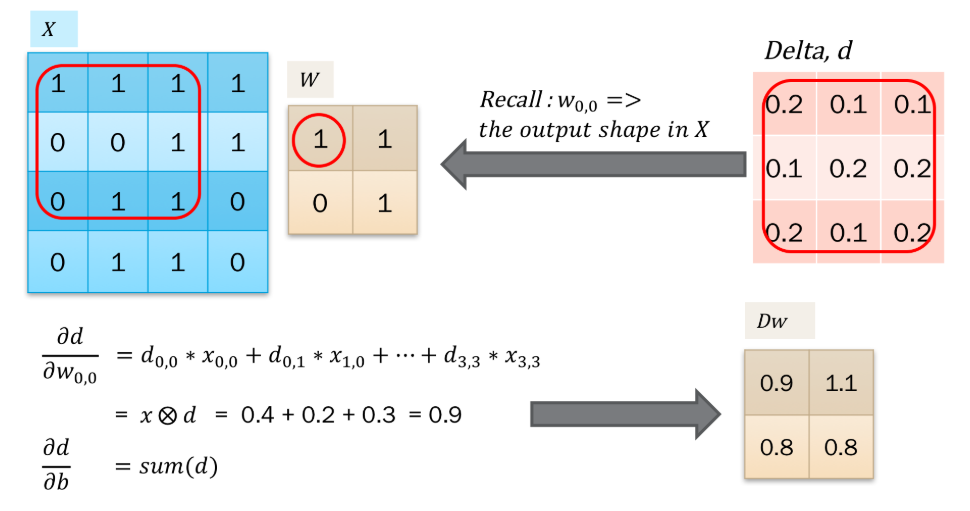 X
1 1 1 1
0 0 1 1
0 1 1 0
0 1 1 0
W
1 1
0 1
Recall : w₀,₀ =>
the output shape in X
Delta, d
0.2 0.1 0.1
0.1 0.2 0.2
0.2 0.1 0.2
∂d/∂w₀,₀ = d₀,₀ * x₀,₀ + d₀,₁ * x₁,₀ + ⋯ + d₃,₃ * x₃,₃
= x ⊗ d = 0.4 + 0.2 + 0.3 = 0.9
∂d/∂b = sum(d)
Dw
0.9 1.1
0.8 0.8